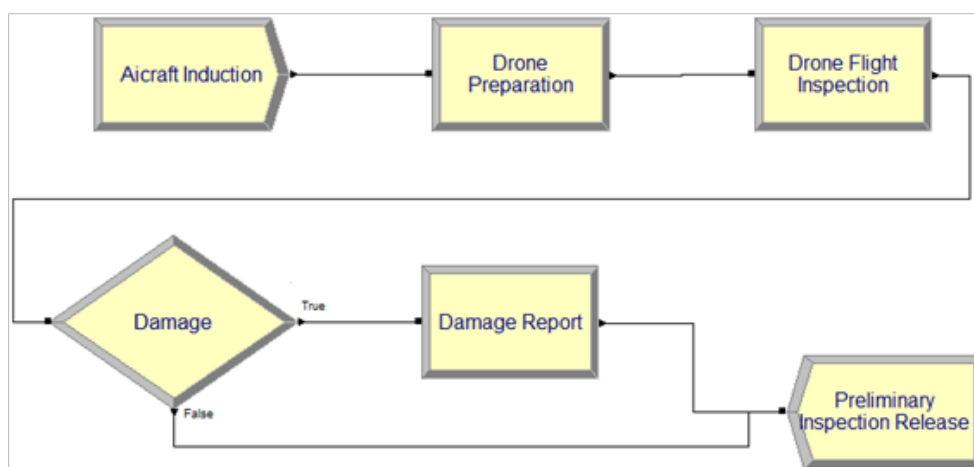 Aicraft Induction
Drone
Preparation
Drone Flight
Inspection
Damage
True
False
Damage Report
Preliminary
Inspection Release